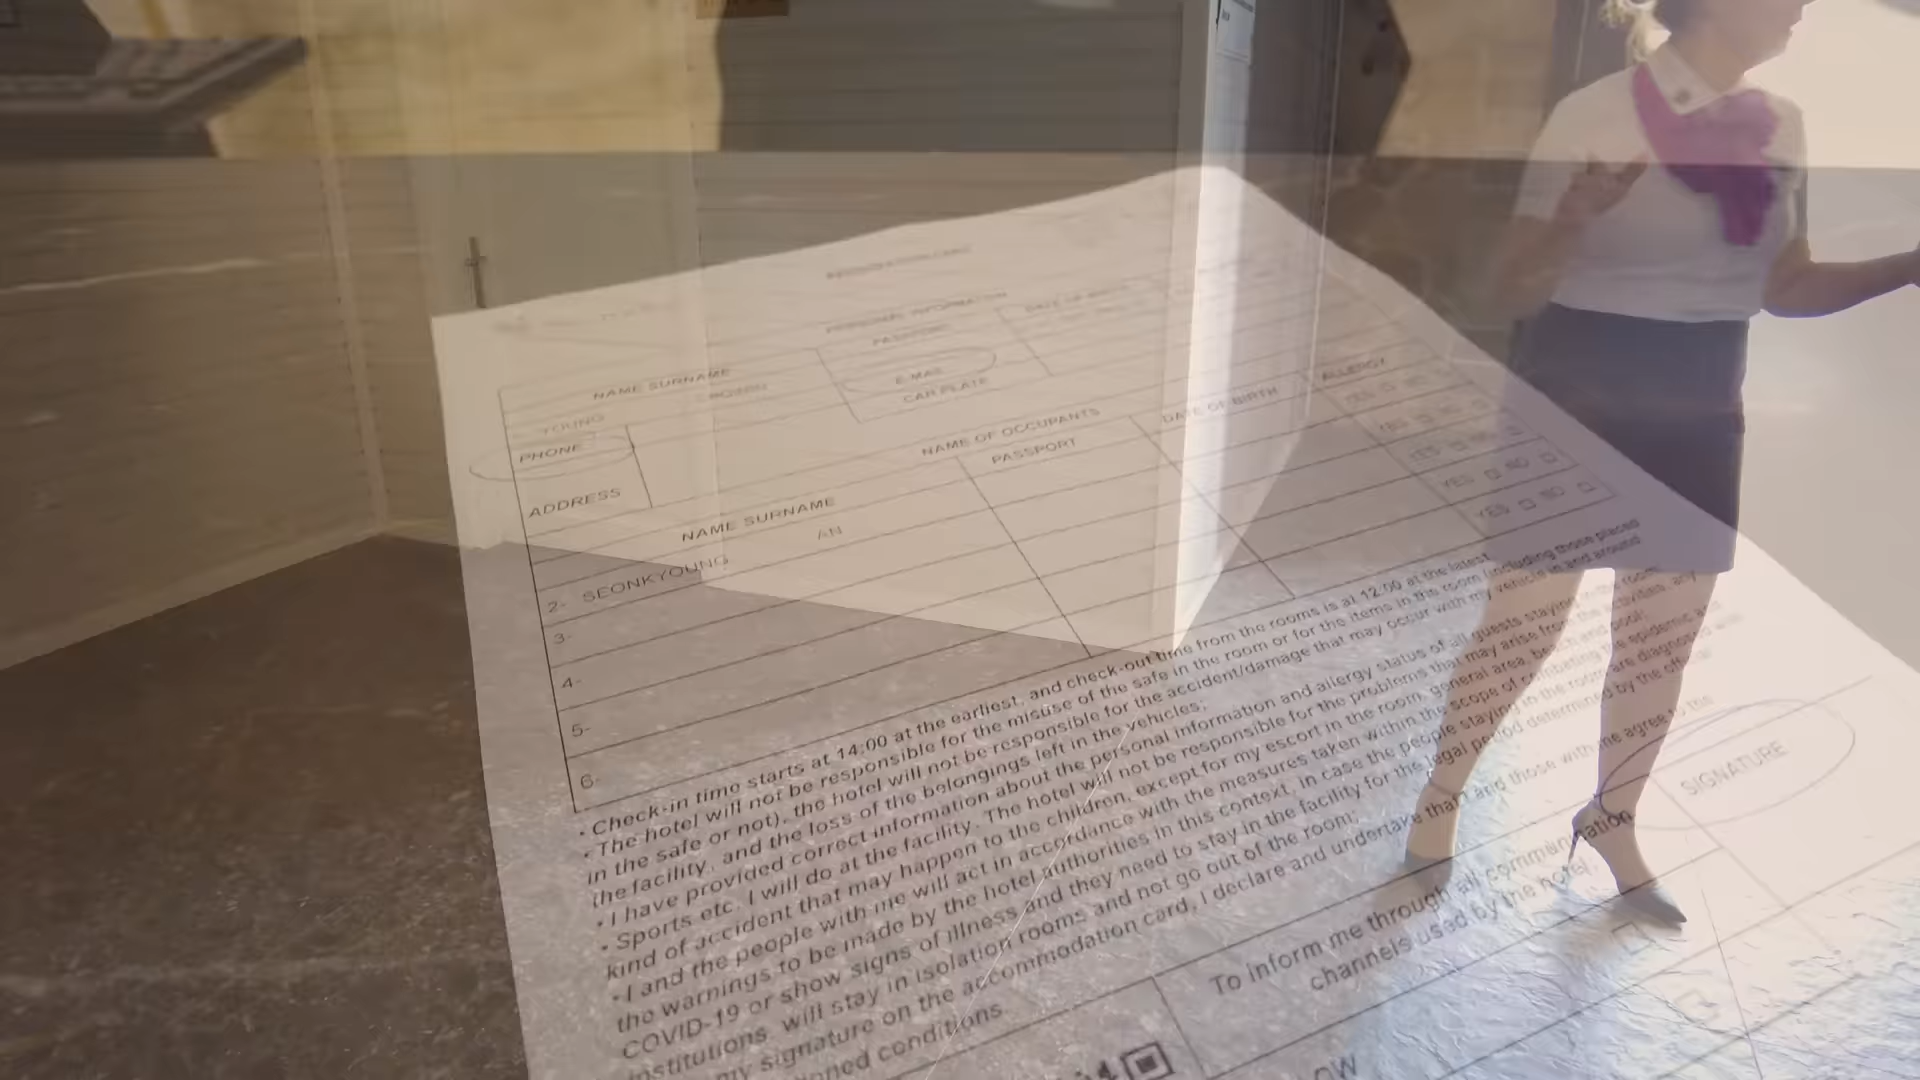 REGISTRATION CARD
PERSONAL INFORMATION
NAME SURNAME
PASSPORT
DATE OF BIRTH
YOUNG
E-MAIL
PHONE
CAR PLATE
ADDRESS
NAME OF OCCUPANTS
NAME SURNAME
PASSPORT
DATE OF BIRTH
ALLERGY
AN
YES NO
YES NO
2- SEONKYOUNG
YES NO
3-
YES NO
4-
YES NO
5-
6-
• Check-in time starts at 14:00 at the earliest, and check-out time from the rooms is at 12:00 at the latest
• The hotel will not be responsible for the misuse of the safe in the room or for the items in the room (including those placed
in the safe or not), the hotel will not be responsible for the accident/damage that may occur with my vehicle in and around
the facility, and the loss of the belongings left in the vehicles;
• I have provided correct information about the personal information and allergy status of all guests staying in the room
• Sports etc. I will do at the facility. The hotel will not be responsible for the problems that may arise from the activities, any
kind of accident that may happen to the children, except for my escort in the room, general area, beach and pool;
• I and the people with me will act in accordance with the measures taken within the scope of combating the epidemic and
the warnings to be made by the hotel authorities in this context, in case the people staying in the room are diagnosed with
COVID-19 or show signs of illness and they need to stay in the facility for the legal period determined by the official
institutions, will stay in isolation rooms and not go out of the room;
my signature on the accommodation card, I declare and undertake that I and those with me agree to the
conditions.
SIGNATURE
To inform me through all communication
channels used by the hotel.